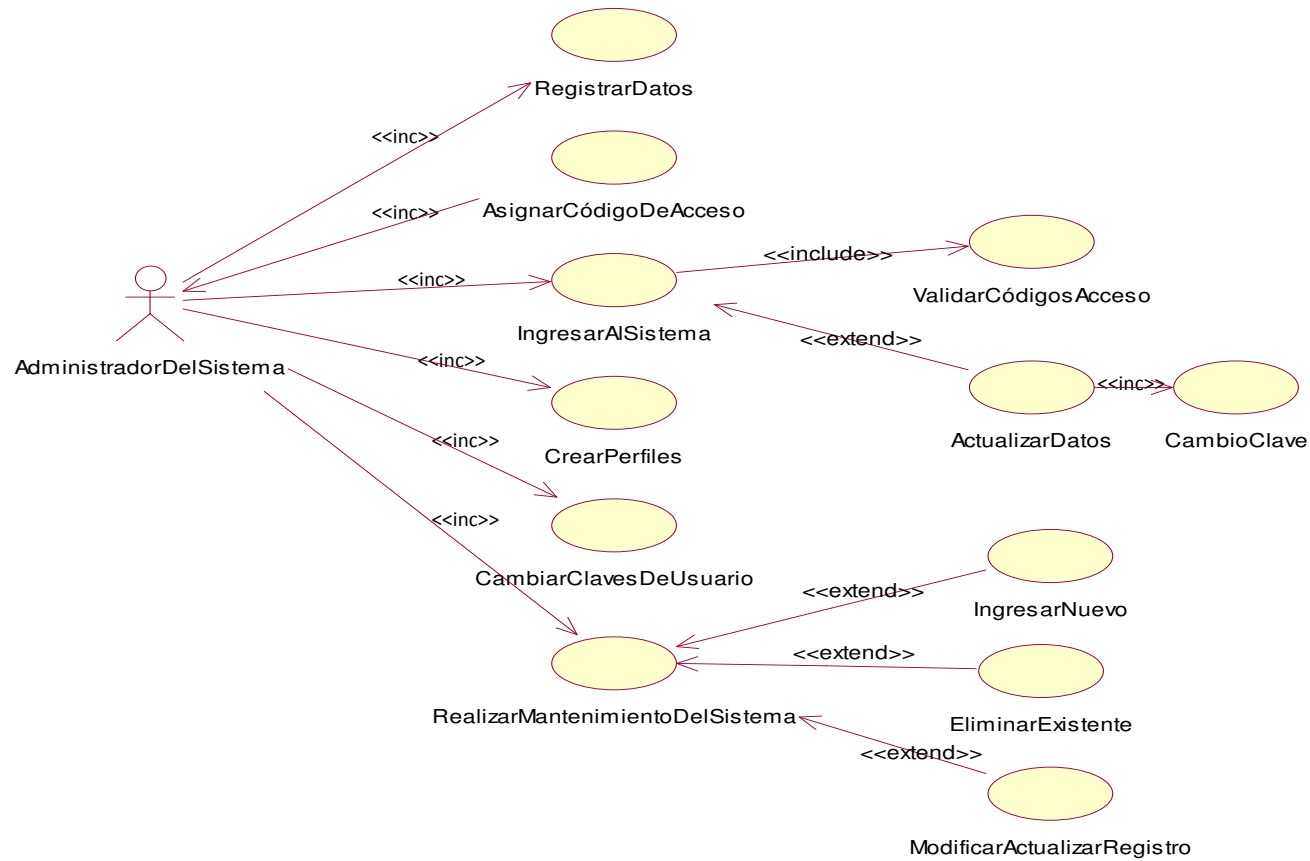 RegistrarDatos
<<inc>>
<<inc>>
AsignarCódigoDeAcceso
<<include>>
<<inc>>
ValidarCódigosAcceso
IngresarAlSistema
<<extend>>
AdministradorDelSistema
<<inc>>
<<inc>>
ActualizarDatos
CambioClave
<<inc>>
CrearPerfiles
<<inc>>
CambiarClavesDeUsuario
<<extend>>
IngresarNuevo
<<extend>>
RealizarMantenimientoDelSistema
EliminarExistente
<<extend>>
ModificarActualizarRegistro